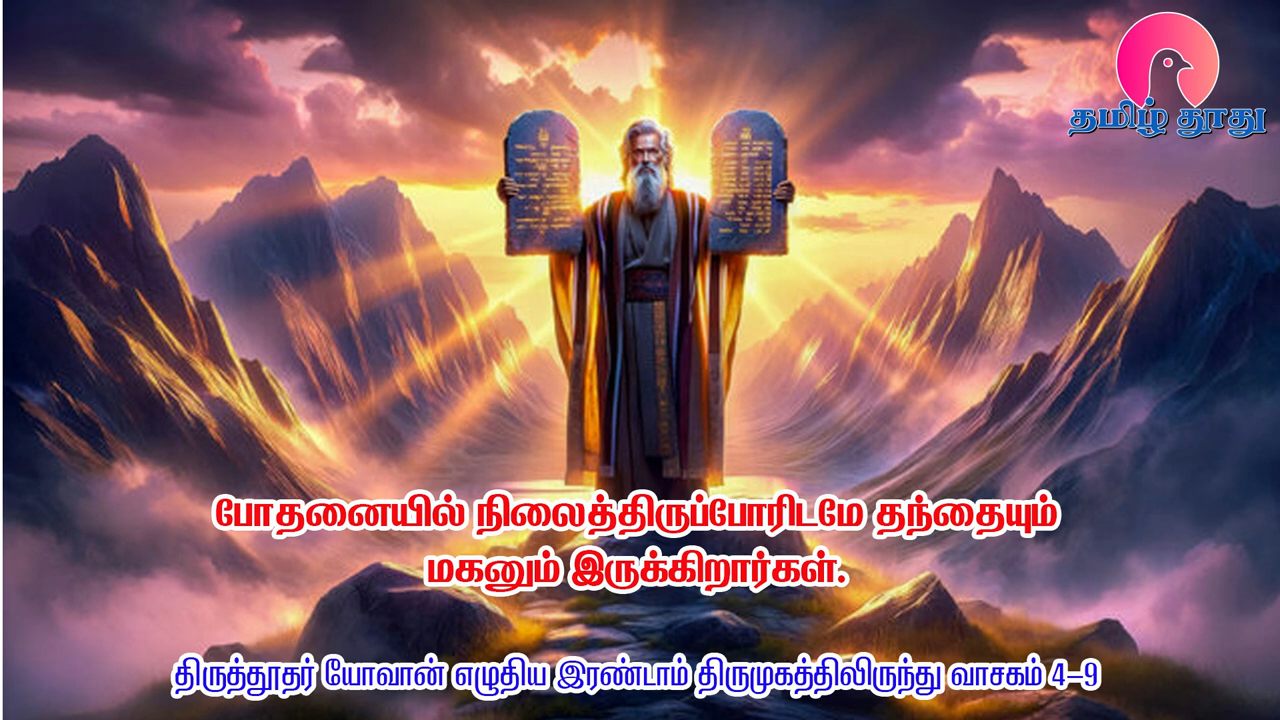 தமிழ் தூது
போதனையில் நிலைத்திருப்போரிடமே தந்தையும்
மகனும் இருக்கிறார்கள்.
திருத்தூதர் யோவான் எழுதிய இரண்டாம் திருமுகத்திலிருந்து வாசகம் 4-9